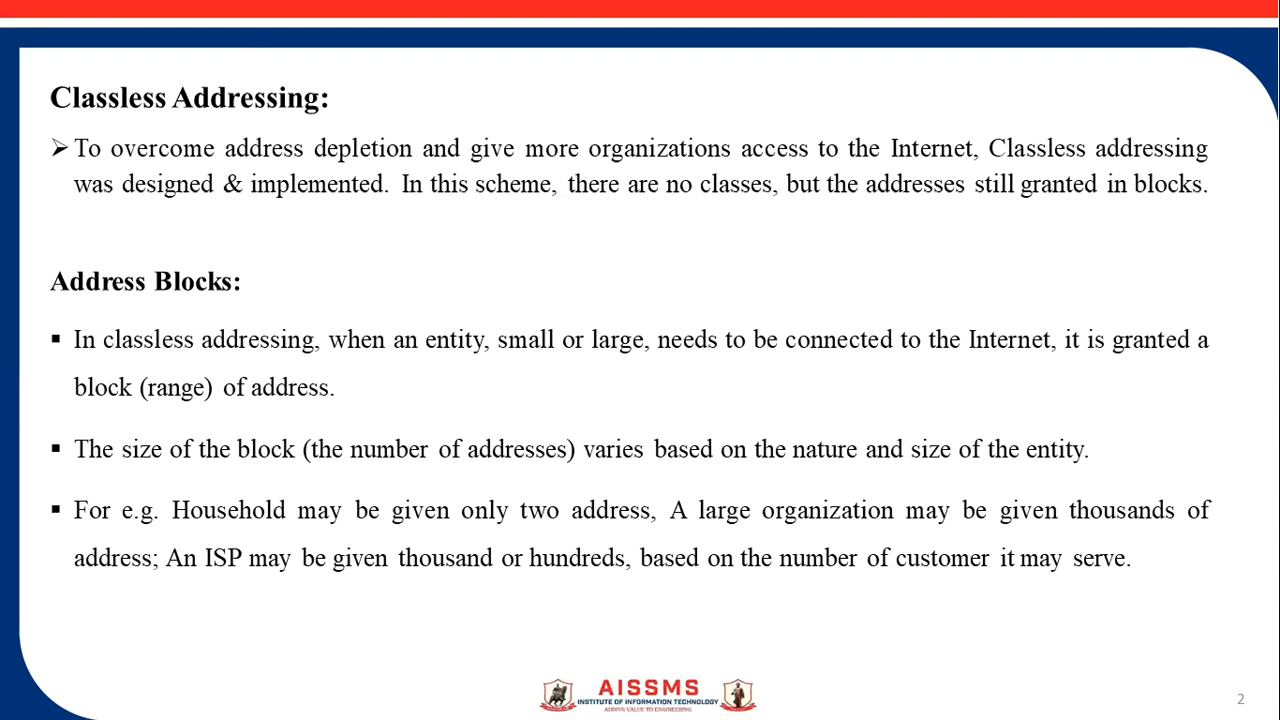 Classless Addressing:
➢ To overcome address depletion and give more organizations access to the Internet, Classless addressing
was designed & implemented. In this scheme, there are no classes, but the addresses still granted in blocks.
Address Blocks:
▪ In classless addressing, when an entity, small or large, needs to be connected to the Internet, it is granted a
block (range) of address.
▪ The size of the block (the number of addresses) varies based on the nature and size of the entity.
▪ For e.g. Household may be given only two address, A large organization may be given thousands of
address; An ISP may be given thousand or hundreds, based on the number of customer it may serve.
AISSMS
INSTITUTE OF INFORMATION TECHNOLOGY
ADDING VALUE TO ENGINEERING
2